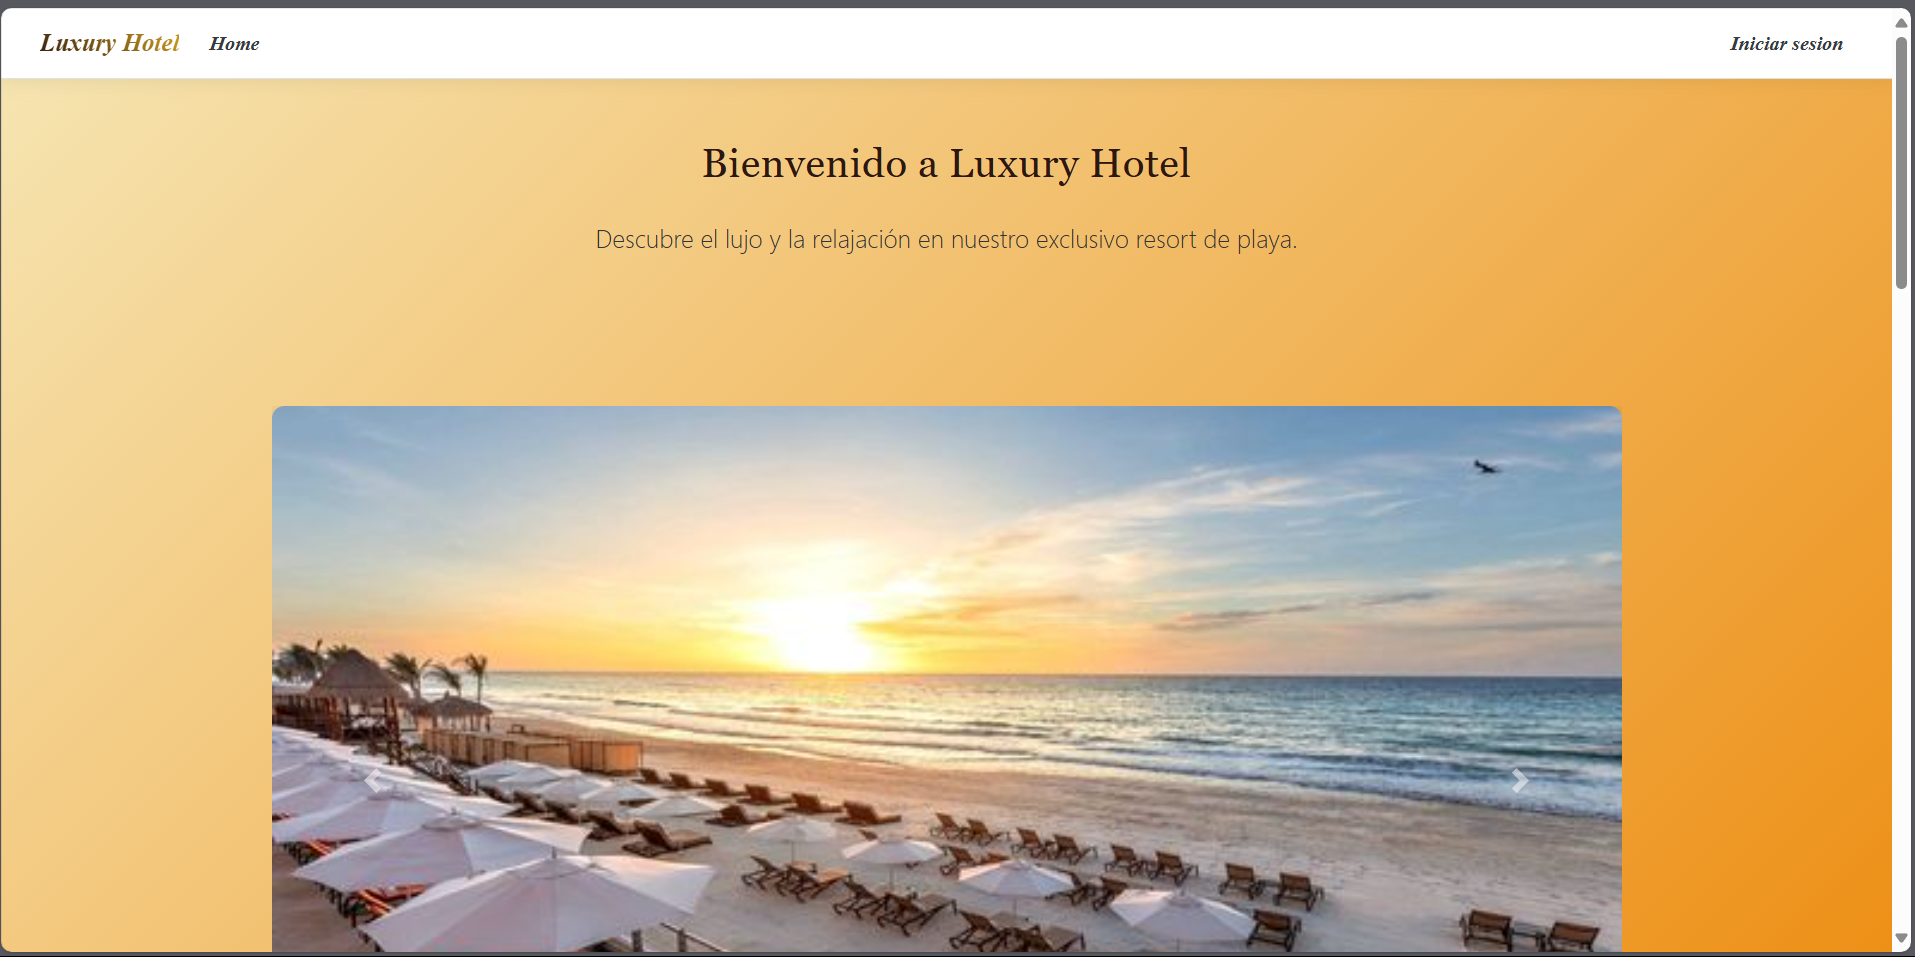 Luxury Hotel Home Iniciar sesion
Bienvenido a Luxury Hotel
Descubre el lujo y la relajación en nuestro exclusivo resort de playa.